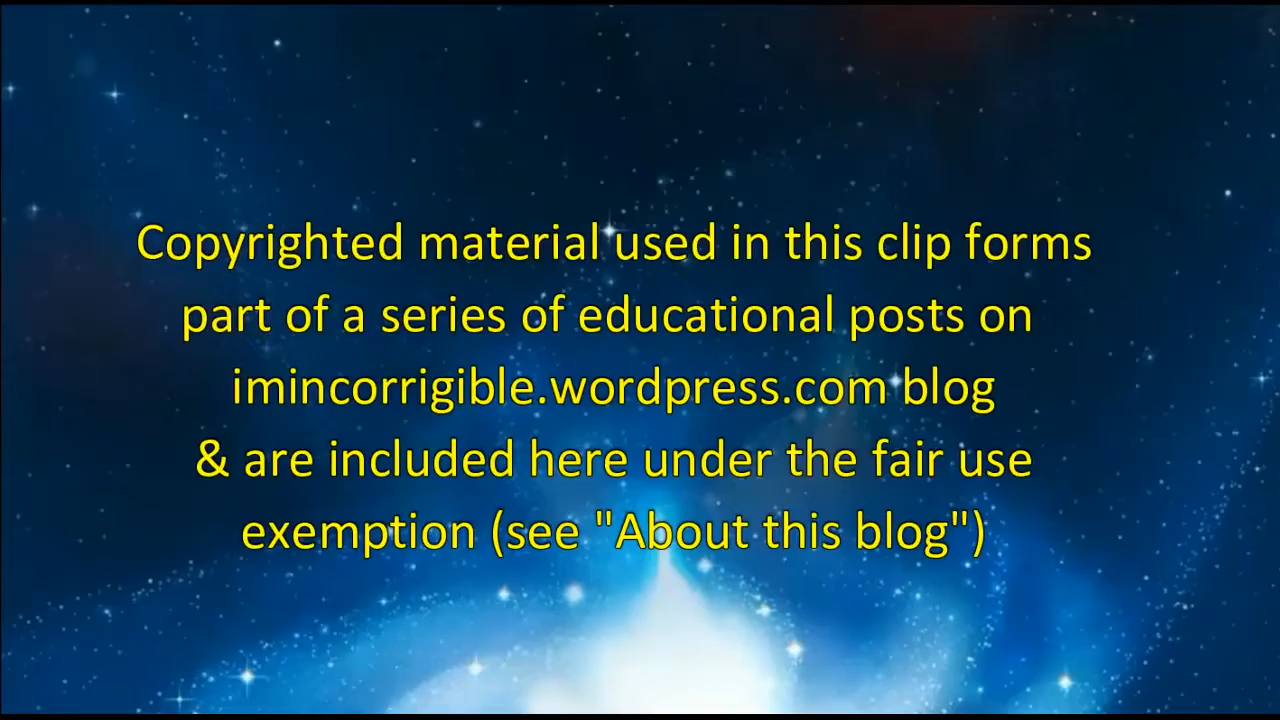 Copyrighted material used in this clip forms
part of a series of educational posts on
imincorrigible.wordpress.com blog
& are included here under the fair use
exemption (see "About this blog")